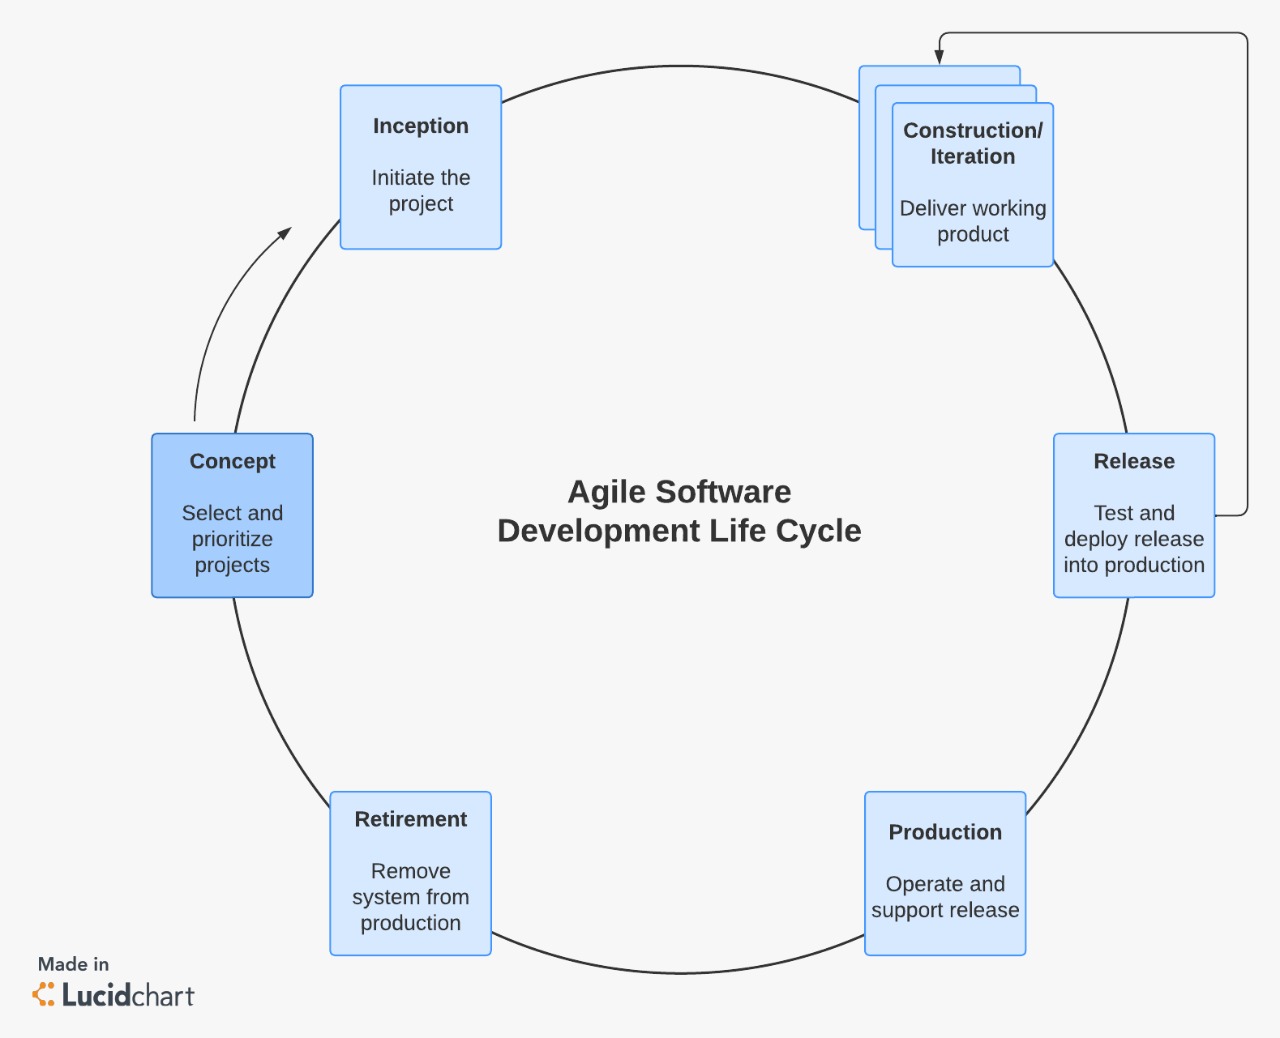 Inception
Initiate the
project
Construction/
Iteration
Deliver working
product
Concept
Select and
prioritize
projects
Agile Software
Development Life Cycle
Release
Test and
deploy release
into production
Retirement
Remove
system from
production
Production
Operate and
support release
Made in
Lucidchart